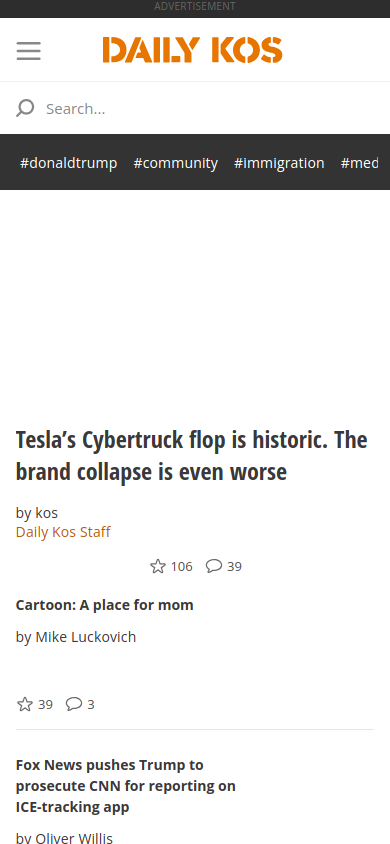 ADVERTISEMENT
DAILY KOS
Search...
#donaldtrump #community #immigration #med
Tesla’s Cybertruck flop is historic. The
brand collapse is even worse
by kos
Daily Kos Staff
106 39
Cartoon: A place for mom
by Mike Luckovich
39 3
Fox News pushes Trump to
prosecute CNN for reporting on
ICE-tracking app
by Oliver Willis